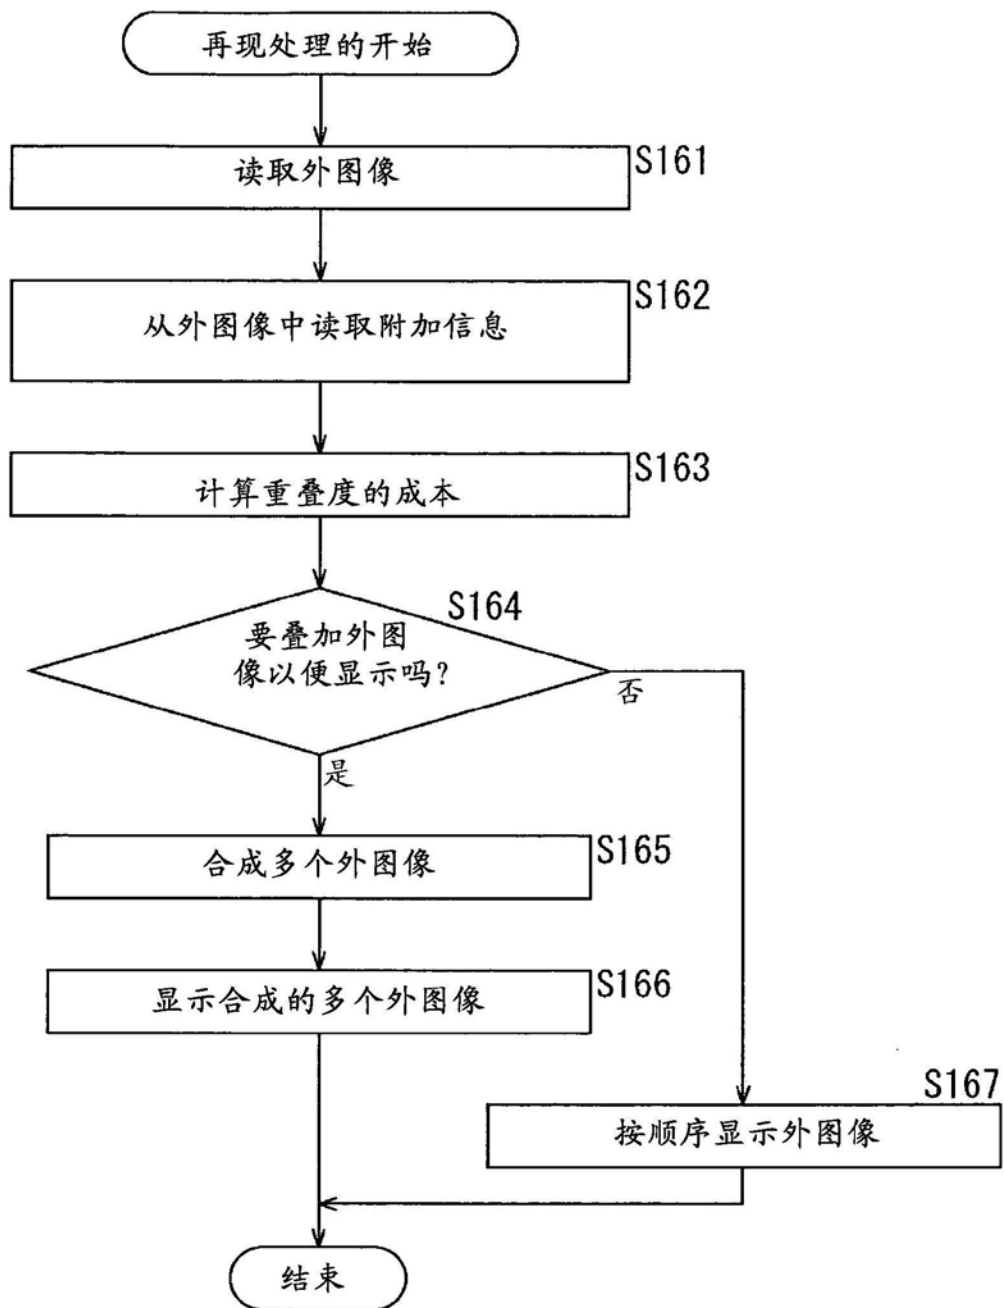 再现处理的开始
读取外图像
S161
从外图像中读取附加信息
S162
计算重叠度的成本
S163
S164
要叠加外图
像以便显示吗?
否
是
合成多个外图像
S165
显示合成的多个外图像
S166
S167
按顺序显示外图像
结束